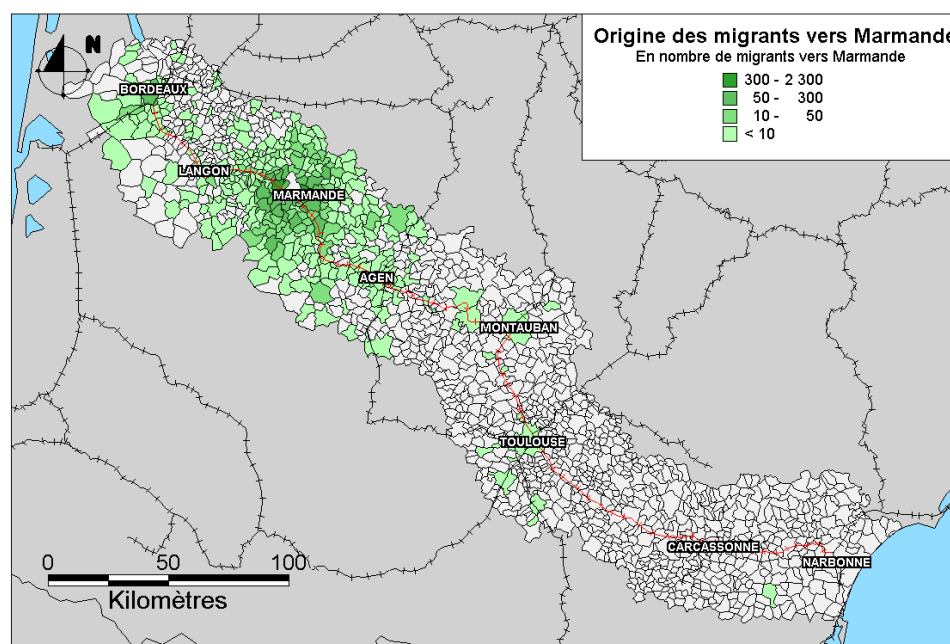 Origine des migrants vers Marmande
En nombre de migrants vers Marmande
300 - 2 300
50 - 300
10 - 50
< 10
N
BORDEAUX
LANGON
MARMANDE
AGEN
MONTAUBAN
TOULOUSE
CARCASSONNE
NARBONNE
0 50 100
Kilomètres